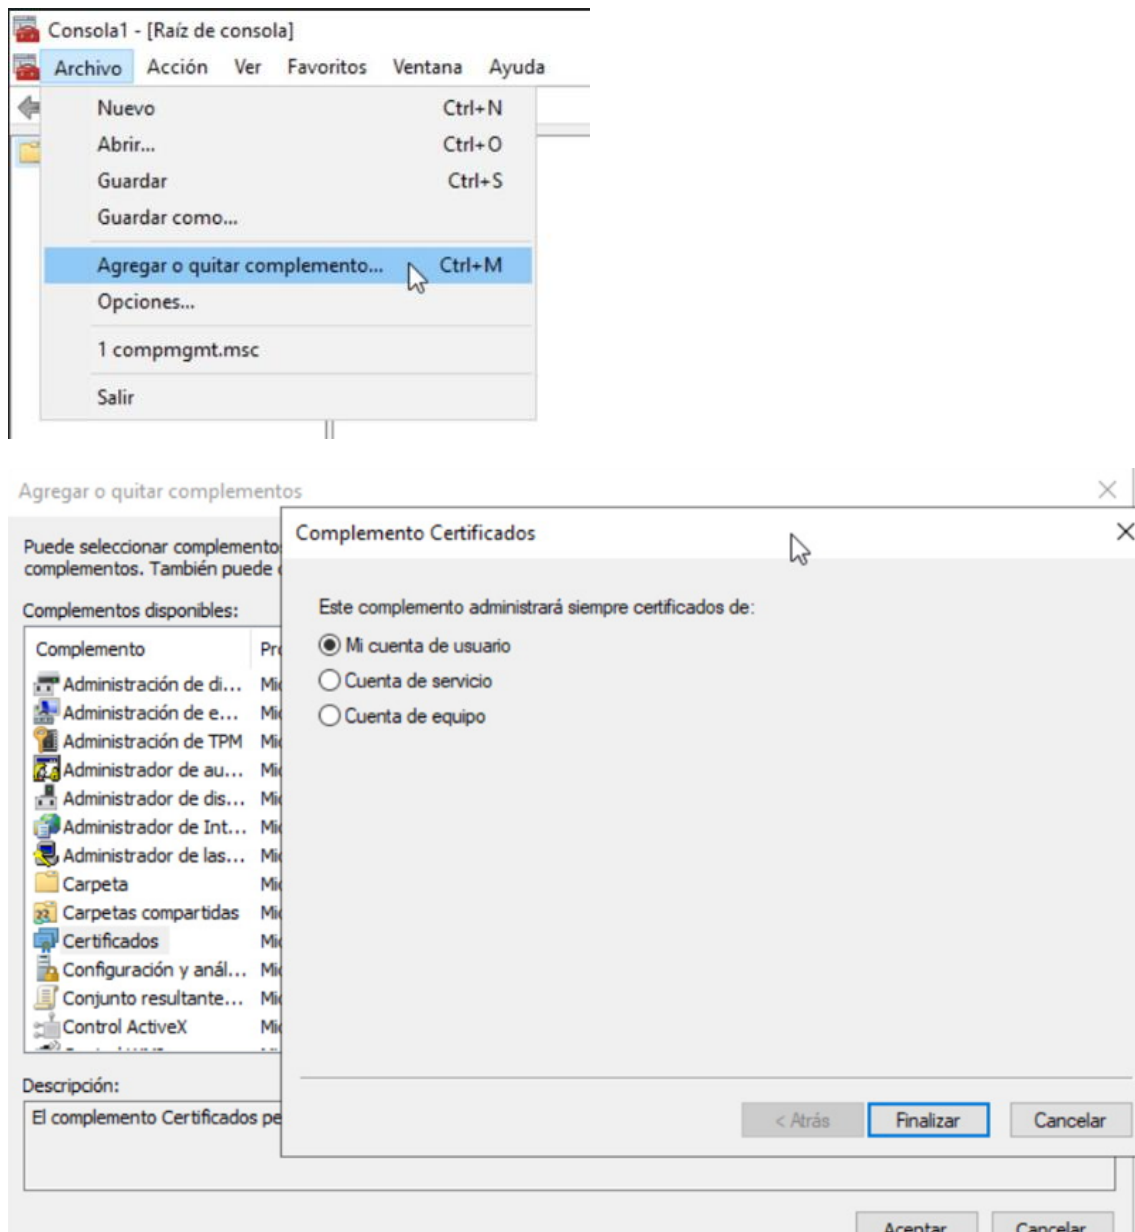 Consola1 - [Raíz de consola]
Archivo Acción Ver Favoritos Ventana Ayuda
Nuevo Ctrl+N
Abrir... Ctrl+O
Guardar Ctrl+S
Guardar como...
Agregar o quitar complemento... Ctrl+M
Opciones...
1 compmgmt.msc
Salir
Agregar o quitar complementos
Puede seleccionar complemento
complementos. También puede
Complementos disponibles:
Complemento
Administración de di...
Administración de e...
Administración de TPM
Administrador de au...
Administrador de dis...
Administrador de Int...
Administrador de las...
Carpeta
Carpetas compartidas
Certificados
Configuración y anál...
Conjunto resultante...
Control ActiveX
Descripción:
El complemento Certificados pe
Complemento Certificados
Este complemento administrará siempre certificados de:
Mi cuenta de usuario
Cuenta de servicio
Cuenta de equipo
< Atrás Finalizar Cancelar
Aceptar Cancelar